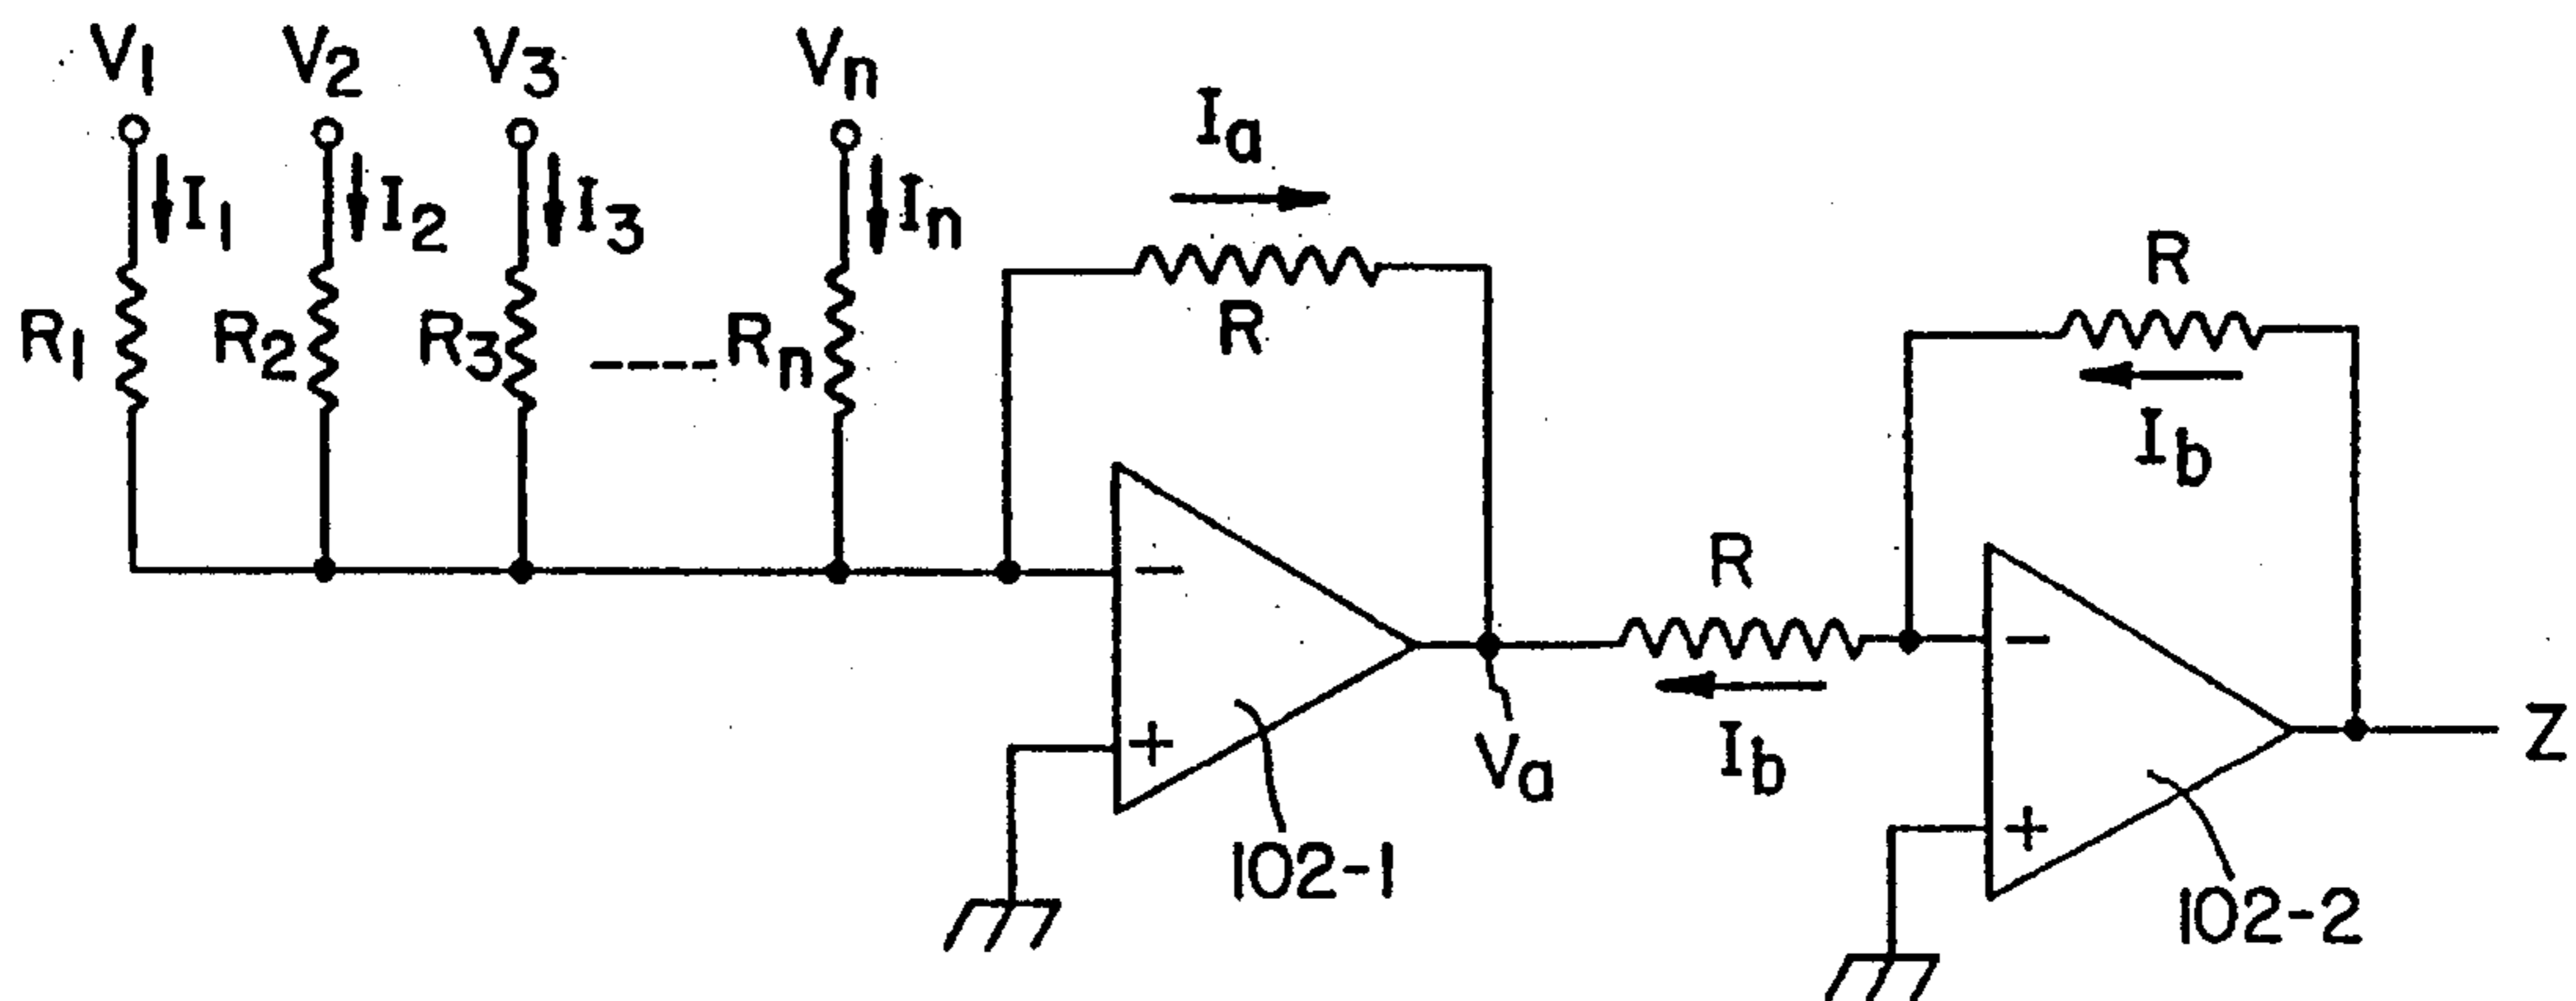 V1 V2 V3 Vn
I1 I2 I3 In
Ia
R1 R2 R3 ---- Rn
R
R
Ib
-
+
102-1
Va
R
Ib
-
+
102-2
Z